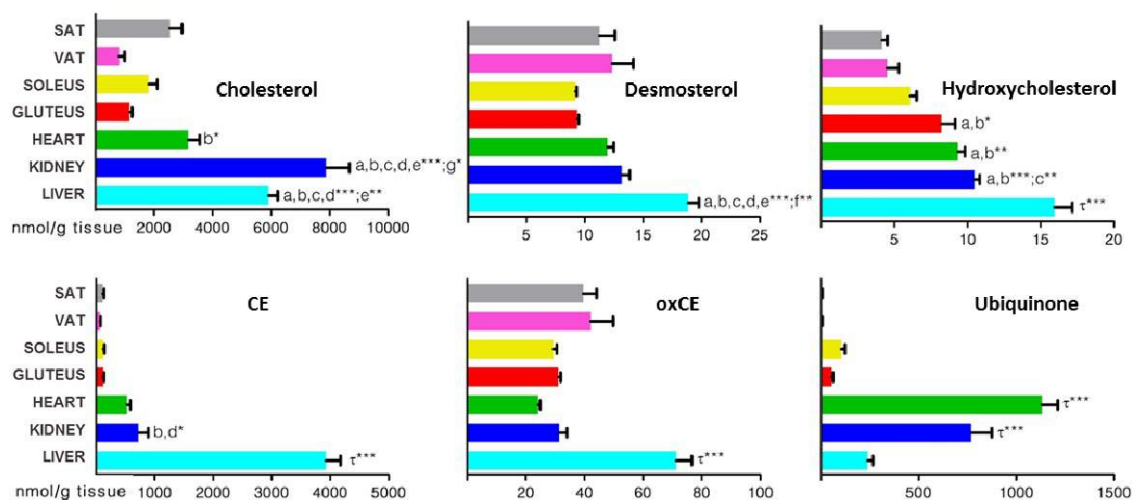 SAT
VAT
SOLEUS
GLUTEUS
HEART
KIDNEY
LIVER
Cholesterol
b*
a,b,c,d,e***;g*
a,b,c,d***;e**
nmol/g tissue 2000 4000 6000 8000 10000
Desmosterol
a,b,c,d,e***;f**
5 10 15 20 25
Hydroxycholesterol
a,b*
a,b**
a,b***;c**
τ***
5 10 15 20
SAT
VAT
SOLEUS
GLUTEUS
HEART
KIDNEY
LIVER
CE
b,d*
τ***
nmol/g tissue 1000 2000 3000 4000 5000
oxCE
τ***
0 20 40 60 80 100
Ubiquinone
τ***
τ***
0 500 1000 1500